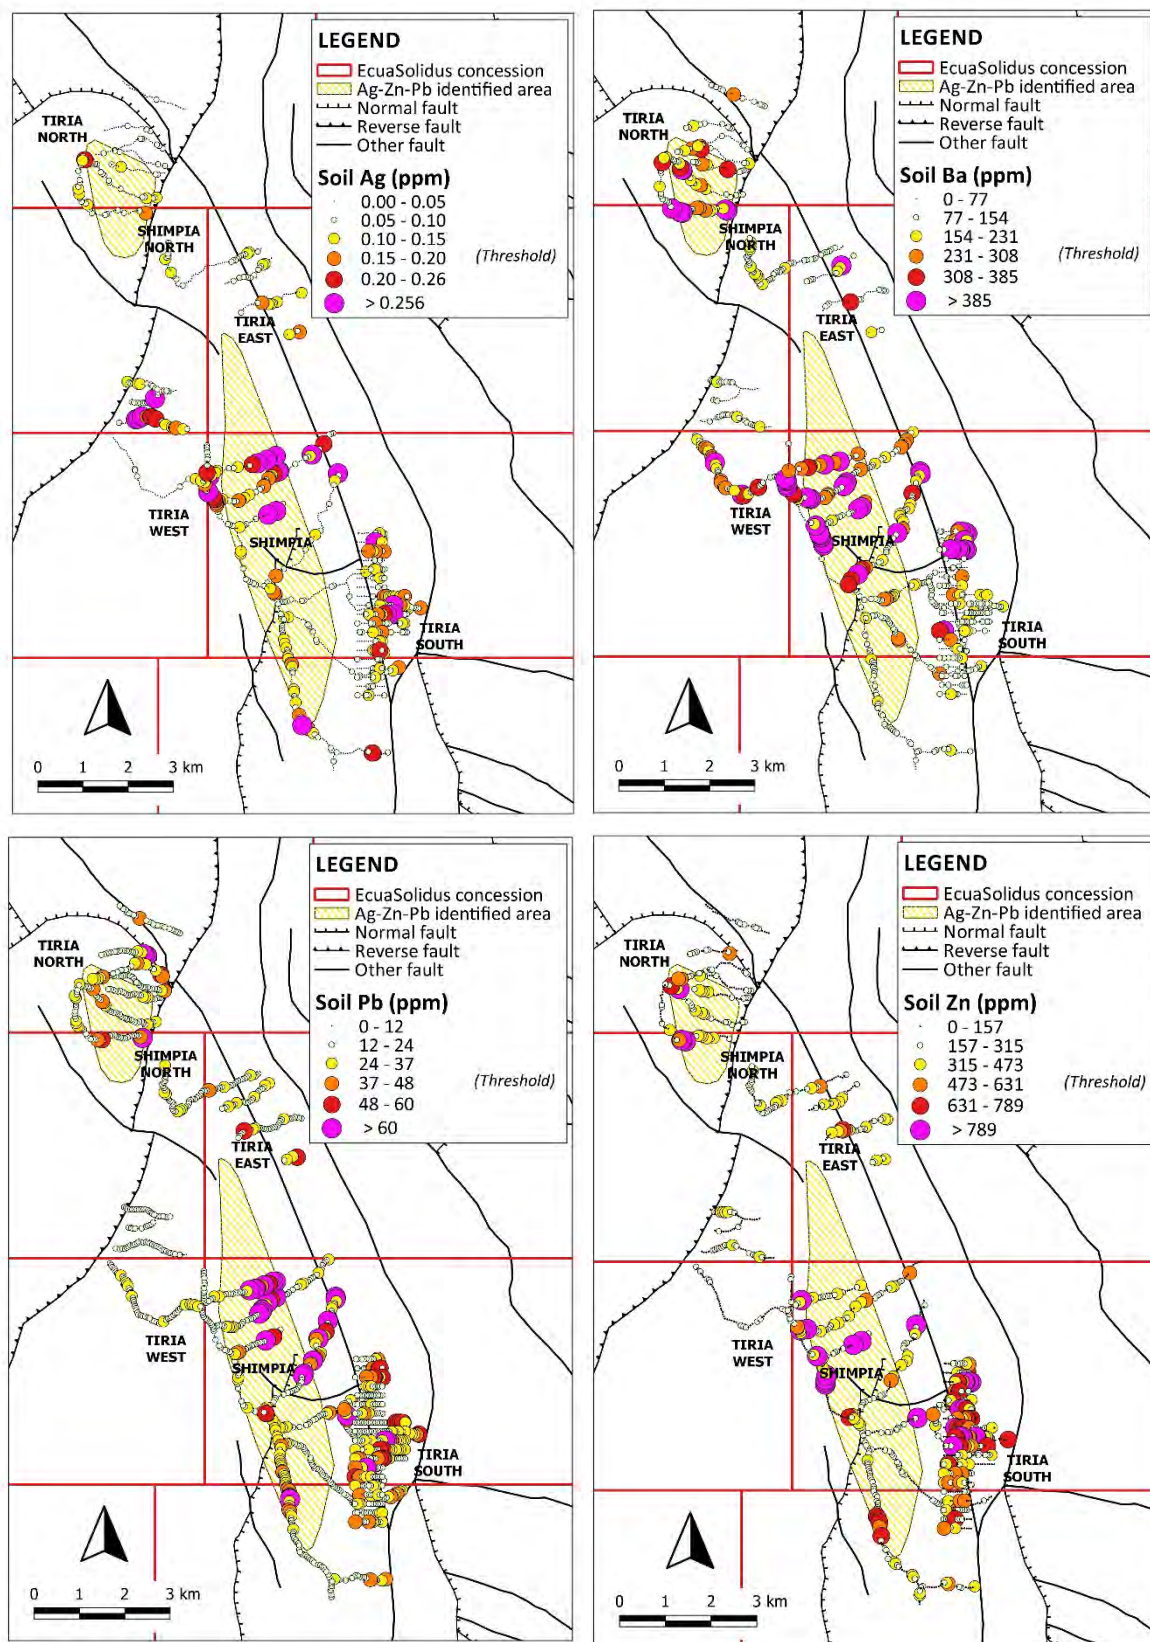 LEGEND
EcuaSolidus concession
Ag-Zn-Pb identified area
Normal fault
Reverse fault
Other fault
Soil Ag (ppm)
0.00 - 0.05
0.05 - 0.10
0.10 - 0.15
0.15 - 0.20
(Threshold)
0.20 - 0.26
> 0.256
TIRIA
NORTH
SHIMPIA
NORTH
TIRIA
EAST
TIRIA
WEST
SHIMPIA
TIRIA
SOUTH
0 1 2 3 km
LEGEND
EcuaSolidus concession
Ag-Zn-Pb identified area
Normal fault
Reverse fault
Other fault
Soil Ba (ppm)
0 - 77
77 - 154
154 - 231
231 - 308
(Threshold)
308 - 385
> 385
TIRIA
NORTH
SHIMPIA
NORTH
TIRIA
EAST
TIRIA
WEST
SHIMPIA
TIRIA
SOUTH
0 1 2 3 km
LEGEND
EcuaSolidus concession
Ag-Zn-Pb identified area
Normal fault
Reverse fault
Other fault
Soil Pb (ppm)
0 - 12
12 - 24
24 - 37
37 - 48
(Threshold)
48 - 60
> 60
TIRIA
NORTH
SHIMPIA
NORTH
TIRIA
EAST
TIRIA
WEST
SHIMPIA
TIRIA
SOUTH
0 1 2 3 km
LEGEND
EcuaSolidus concession
Ag-Zn-Pb identified area
Normal fault
Reverse fault
Other fault
Soil Zn (ppm)
0 - 157
157 - 315
315 - 473
473 - 631
(Threshold)
631 - 789
> 789
TIRIA
NORTH
SHIMPIA
NORTH
TIRIA
EAST
TIRIA
WEST
SHIMPIA
TIRIA
SOUTH
0 1 2 3 km